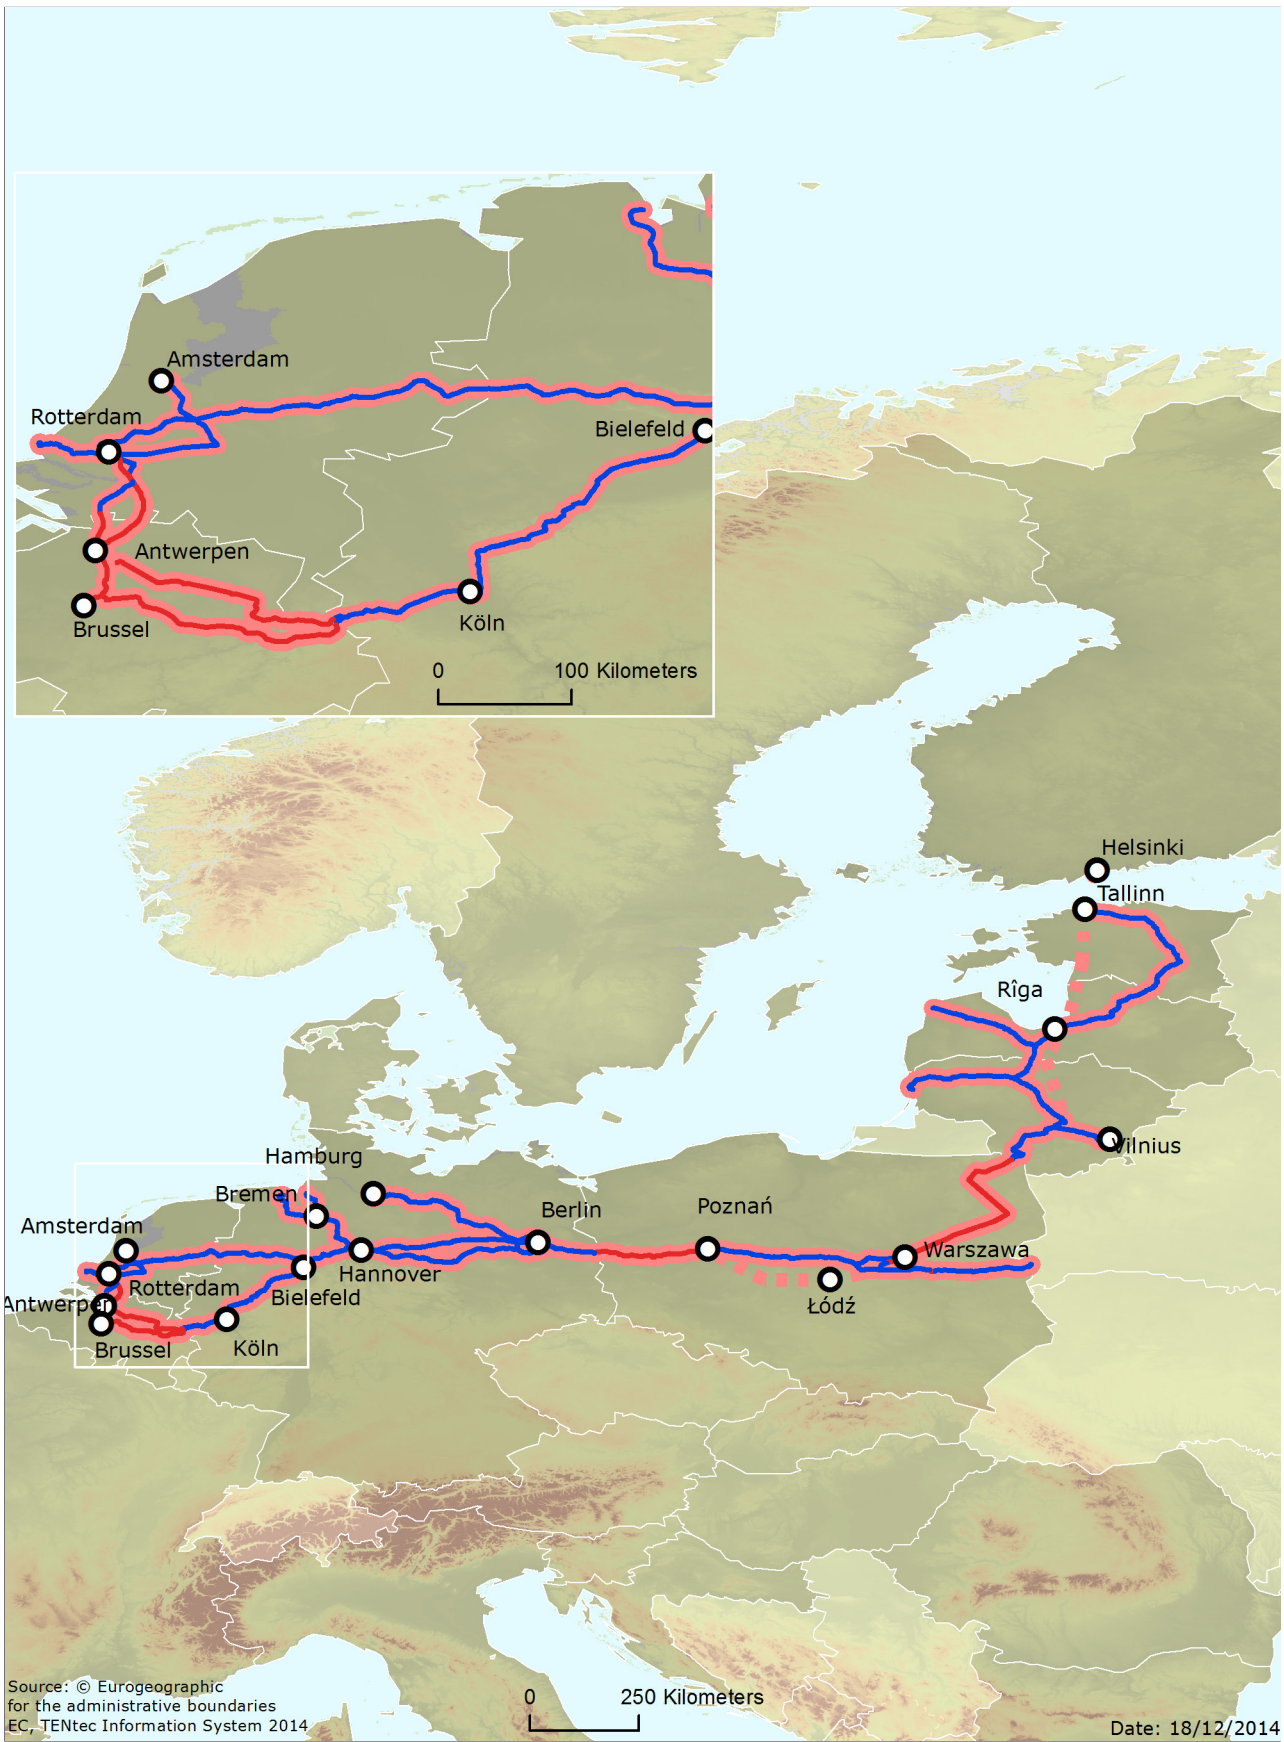 Amsterdam
Rotterdam
Bielefeld
Antwerpen
Brussel
Köln
0 100 Kilometers
Helsinki
Tallinn
Rîga
Vilnius
Hamburg
Bremen
Berlin
Poznań
Amsterdam
Warszawa
Hannover
Rotterdam
Bielefeld
Antwerpen
Łódź
Brussel
Köln
Source: © Eurogeographic
for the administrative boundaries
EC, TENtec Information System 2014
0 250 Kilometers
Date: 18/12/2014